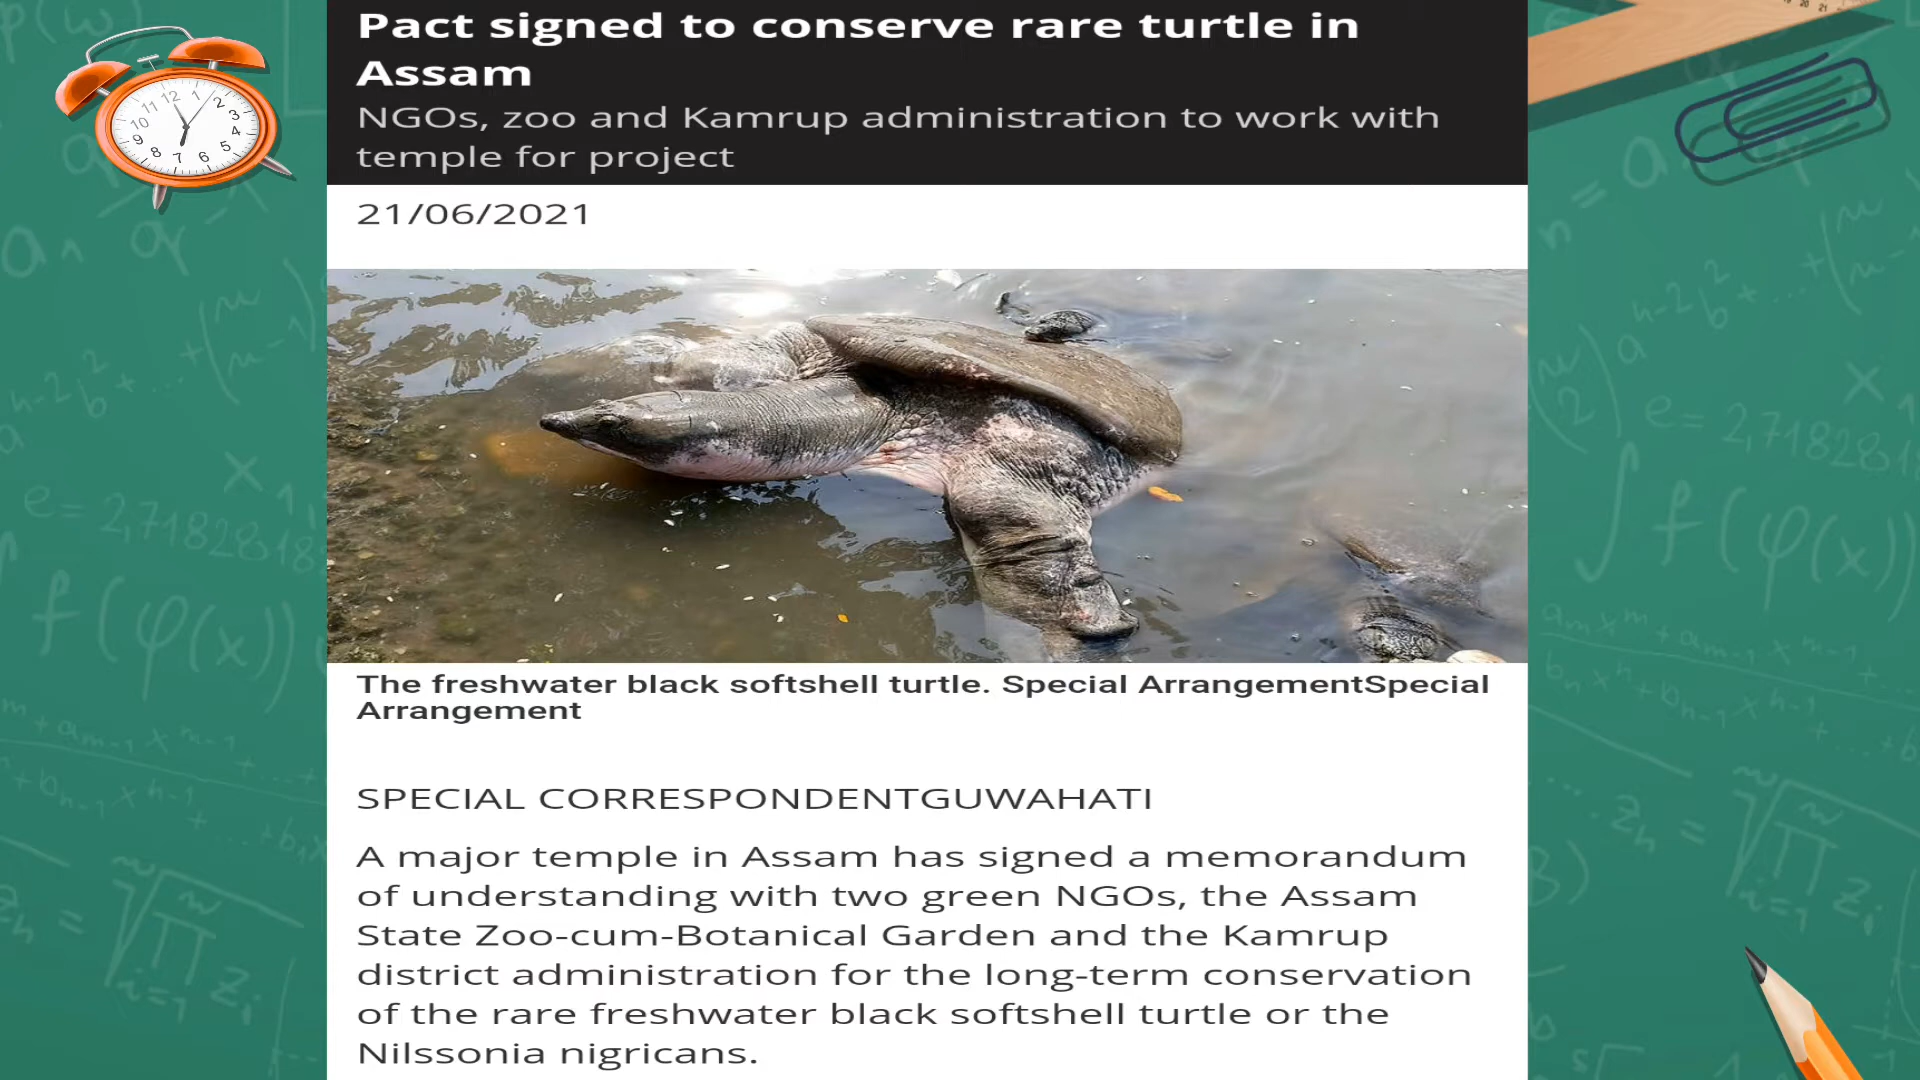 Pact signed to conserve rare turtle in
Assam
NGOs, zoo and Kamrup administration to work with
temple for project
21/06/2021
The freshwater black softshell turtle. Special ArrangementSpecial
Arrangement
SPECIAL CORRESPONDENTGUWAHATI
A major temple in Assam has signed a memorandum
of understanding with two green NGOs, the Assam
State Zoo-cum-Botanical Garden and the Kamrup
district administration for the long-term conservation
of the rare freshwater black softshell turtle or the
Nilssonia nigricans.